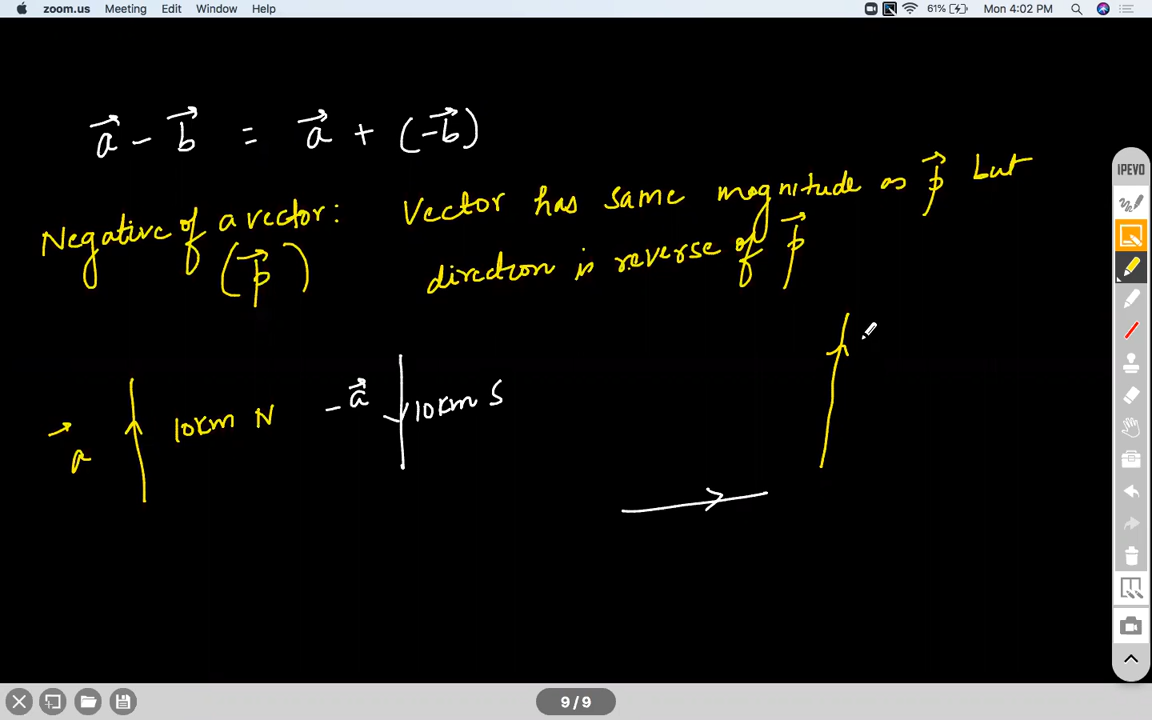 zoom.us Meeting Edit Window Help 61% Mon 4:02 PM
a⃗ - b⃗ = a⃗ + (-b⃗)
Negative of a vector: Vector has same magnitude as p⃗ but
(p⃗) direction is reverse of p⃗
a⃗ 10km N -a⃗ 10km S
IPEVO
9/9